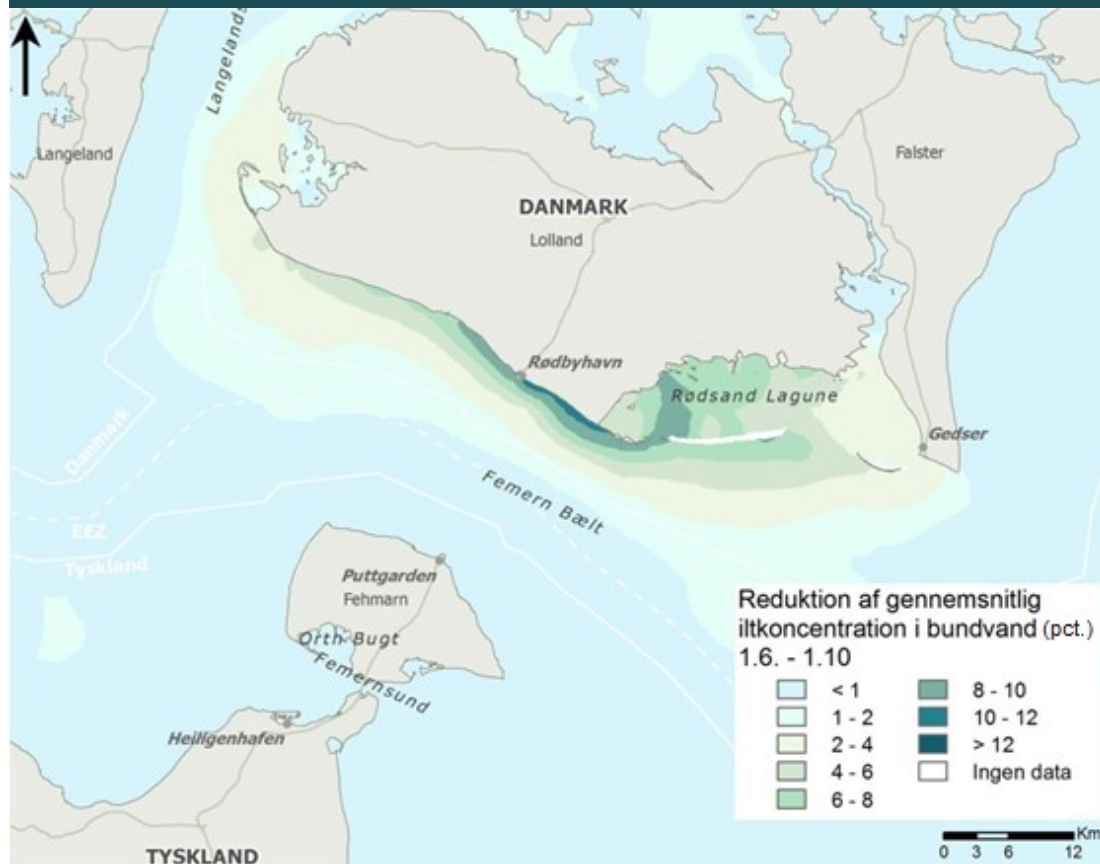 Langelands
Langeland
Falster
DANMARK
Lolland
Rødbyhavn
Rødsand Lagune
Gedser
Danmark
Femern Bælt
EEZ
Tyskland
Puttgarden
Fehmarn
Orth Bugt
Femernsund
Heiligenhafen
TYSKLAND
Reduktion af gennemsnitlig
iltkoncentration i bundvand (pct.)
1.6. - 1.10
< 1
1 - 2
2 - 4
4 - 6
6 - 8
8 - 10
10 - 12
> 12
Ingen data
Km
0 3 6 12